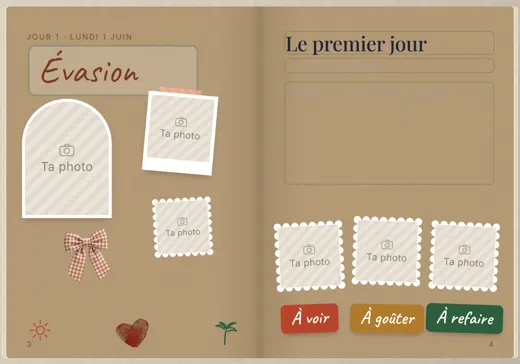 JOUR 1 · LUNDI 1 JUIN
Évasion
Ta photo
Ta photo
Ta photo
3
Le premier jour
Ta photo
Ta photo
Ta photo
À voir
À goûter
À refaire
4